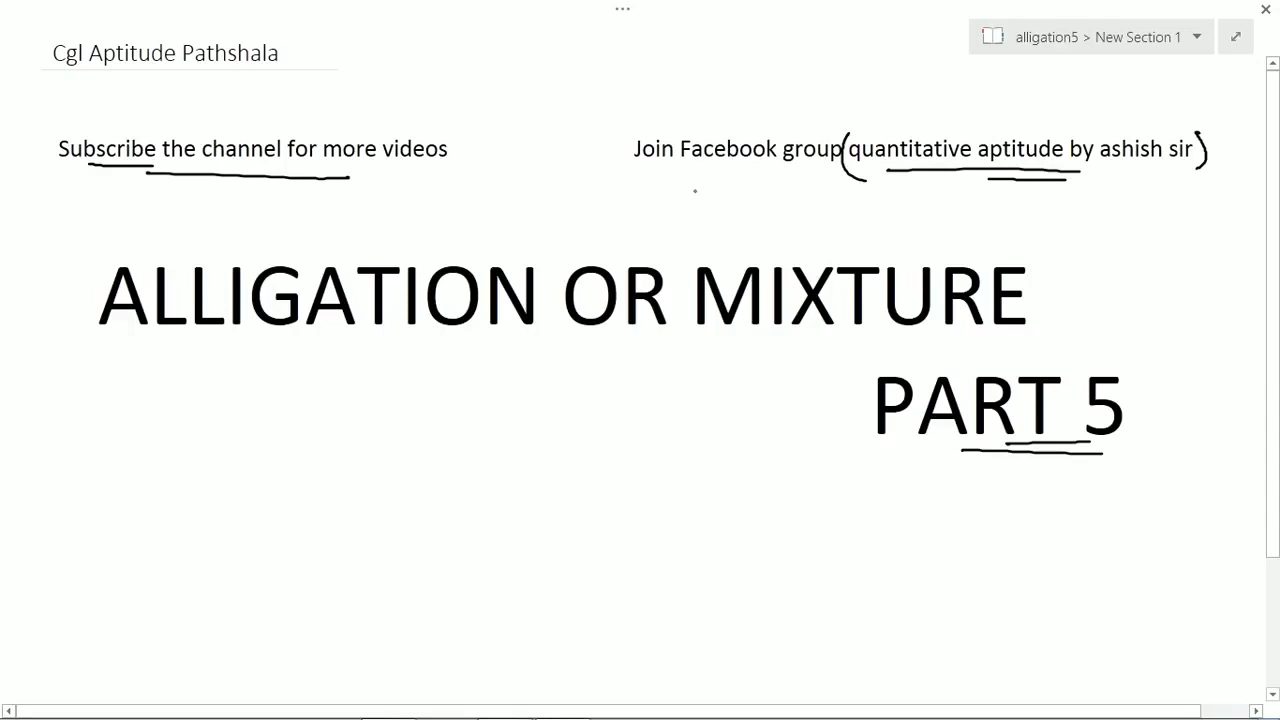 alligation5 > New Section 1
Cgl Aptitude Pathshala
Subscribe the channel for more videos
Join Facebook group(quantitative aptitude by ashish sir)
ALLIGATION OR MIXTURE
PART 5